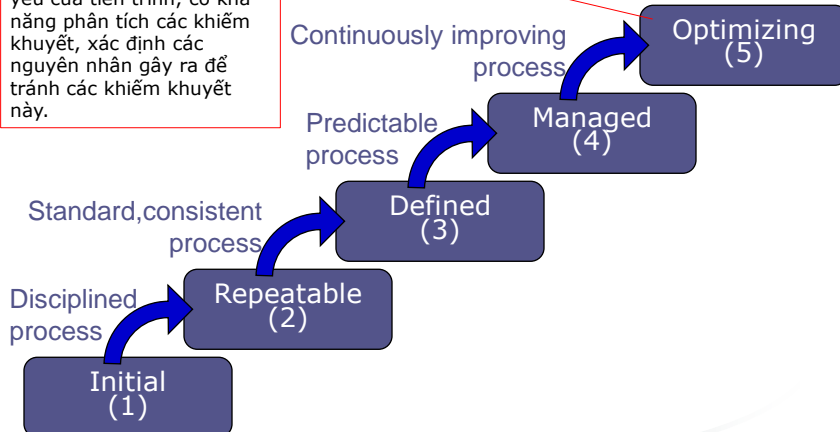 yếu của tiến trình, có khả
năng phân tích các khiếm
khuyết, xác định các
nguyên nhân gây ra để
tránh các khiếm khuyết
này.
Optimizing
(5)
Continuously improving
process
Managed
(4)
Predictable
process
Defined
(3)
Standard,consistent
process
Repeatable
(2)
Disciplined
process
Initial
(1)